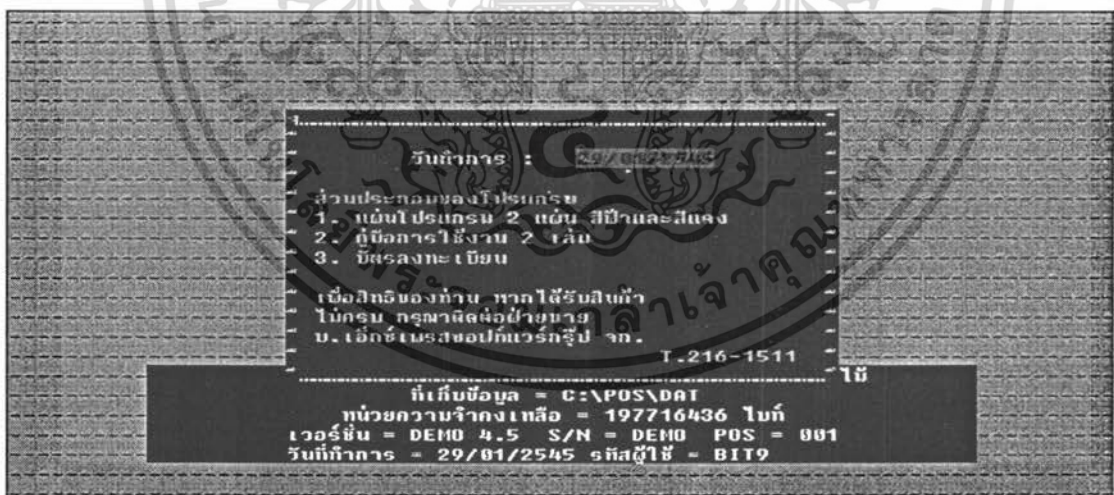 วันทำการ : 29/01/2545
ส่วนประกอบของโปรแกรม
1. แผ่นโปรแกรม 2 แผ่น สีฟ้าและสีแดง
2. คู่มือการใช้งาน 2 เล่ม
3. บัตรลงทะเบียน
เพื่อสิทธิของท่าน หากได้รับสินค้า
ไม่ครบ กรุณาติดต่อฝ่ายขาย
บ.เอ็กซ์เพรสซอฟท์แวร์กรุ๊ป จก.
T.216-1511
ไม้
ที่เก็บข้อมูล = C:\POS\DAT
หน่วยความจำคงเหลือ = 197716436 ไบท์
เวอร์ชั่น = DEMO 4.5 S/N = DEMO POS = 001
วันที่ทำการ = 29/01/2545 รหัสผู้ใช้ = BIT9